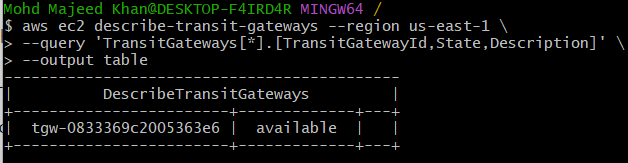 Mohd Majeed Khan@DESKTOP-F4IRD4R MINGW64 /
$ aws ec2 describe-transit-gateways --region us-east-1 \
> --query 'TransitGateways[*].[TransitGatewayId,State,Description]' \
> --output table
-------------------------------------------
|         DescribeTransitGateways         |
+------------------------+------------+---+
|  tgw-0833369c2005363e6 |  available |   |
+------------------------+------------+---+